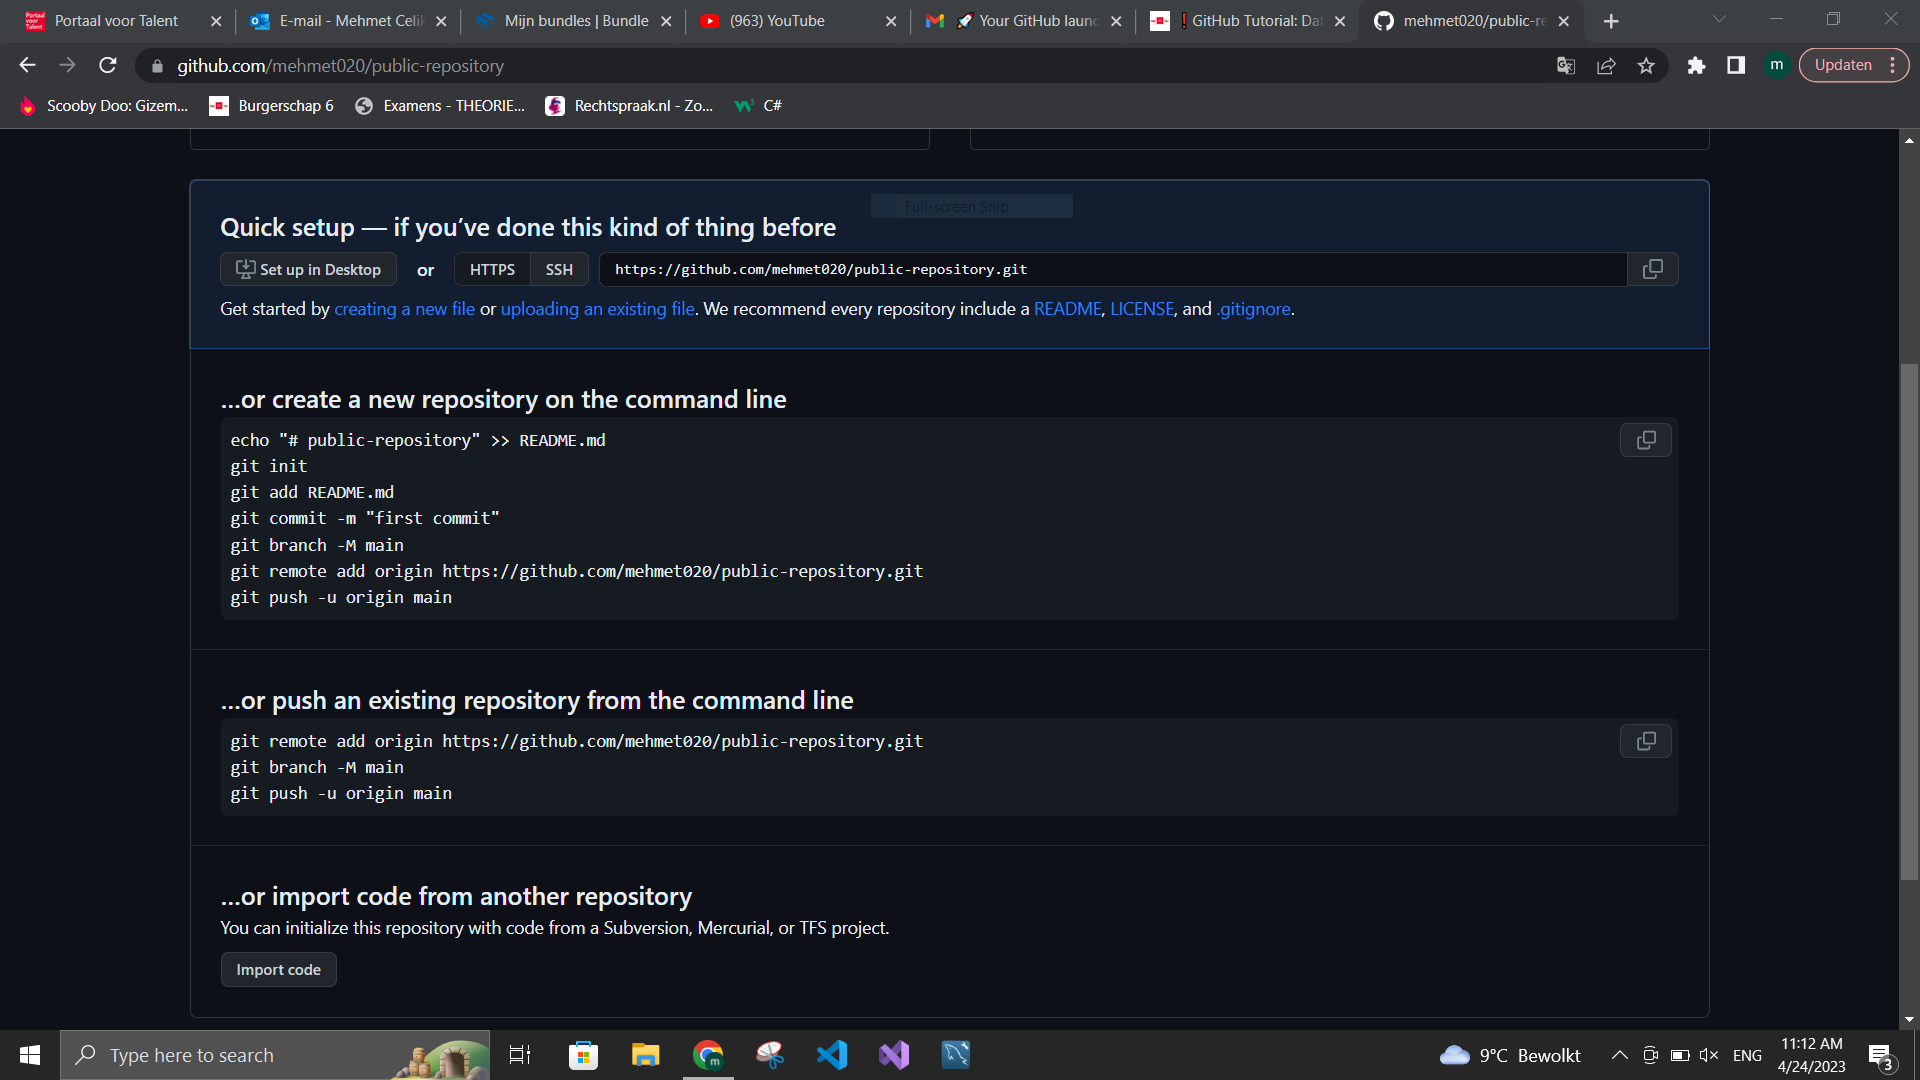 Portaal voor Talent
E-mail - Mehmet Celik
Mijn bundles | Bundle
(963) YouTube
🚀 Your GitHub launc
❗GitHub Tutorial: Dat
mehmet020/public-re
github.com/mehmet020/public-repository
m
Updaten
Scooby Doo: Gizem...
Burgerschap 6
Examens - THEORIE...
Rechtspraak.nl - Zo...
C#
Full-screen Snip
Quick setup — if you’ve done this kind of thing before
Set up in Desktop or HTTPS SSH https://github.com/mehmet020/public-repository.git
Get started by creating a new file or uploading an existing file. We recommend every repository include a README, LICENSE, and .gitignore.
…or create a new repository on the command line
echo "# public-repository" >> README.md
git init
git add README.md
git commit -m "first commit"
git branch -M main
git remote add origin https://github.com/mehmet020/public-repository.git
git push -u origin main
…or push an existing repository from the command line
git remote add origin https://github.com/mehmet020/public-repository.git
git branch -M main
git push -u origin main
…or import code from another repository
You can initialize this repository with code from a Subversion, Mercurial, or TFS project.
Import code
Type here to search
m
9°C Bewolkt
ENG
11:12 AM
4/24/2023
3